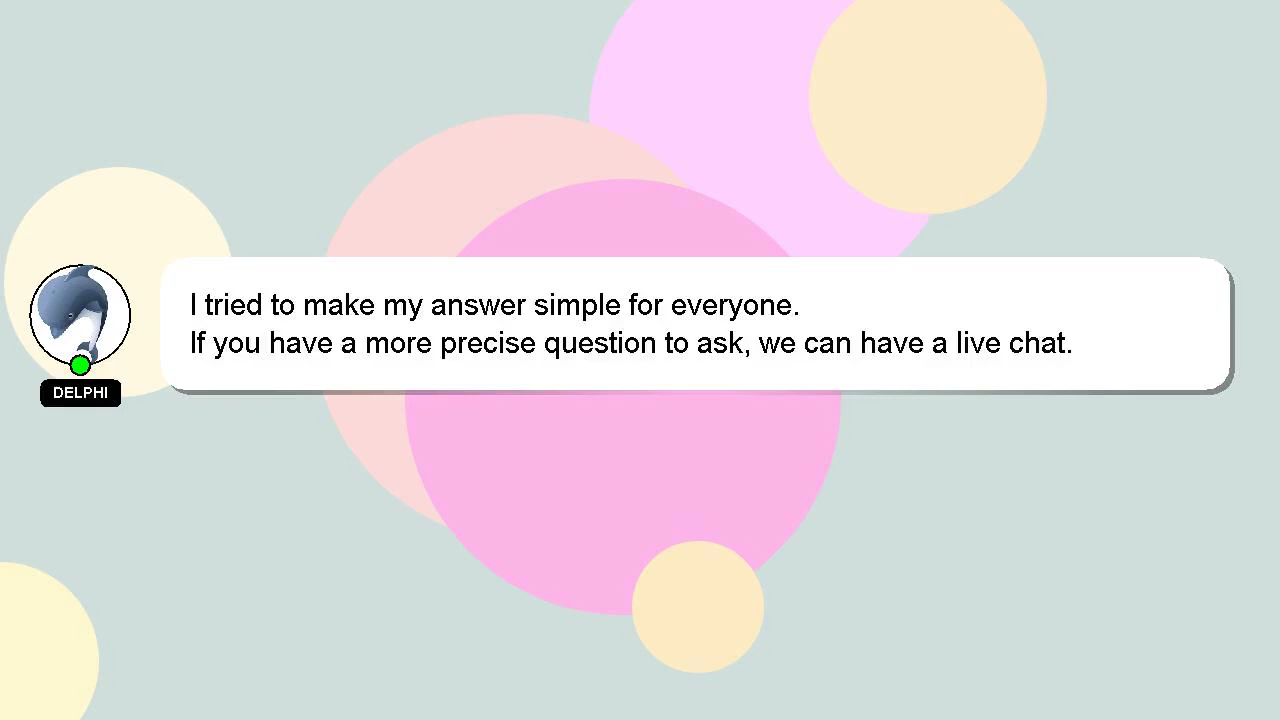 I tried to make my answer simple for everyone.
If you have a more precise question to ask, we can have a live chat.
DELPHI